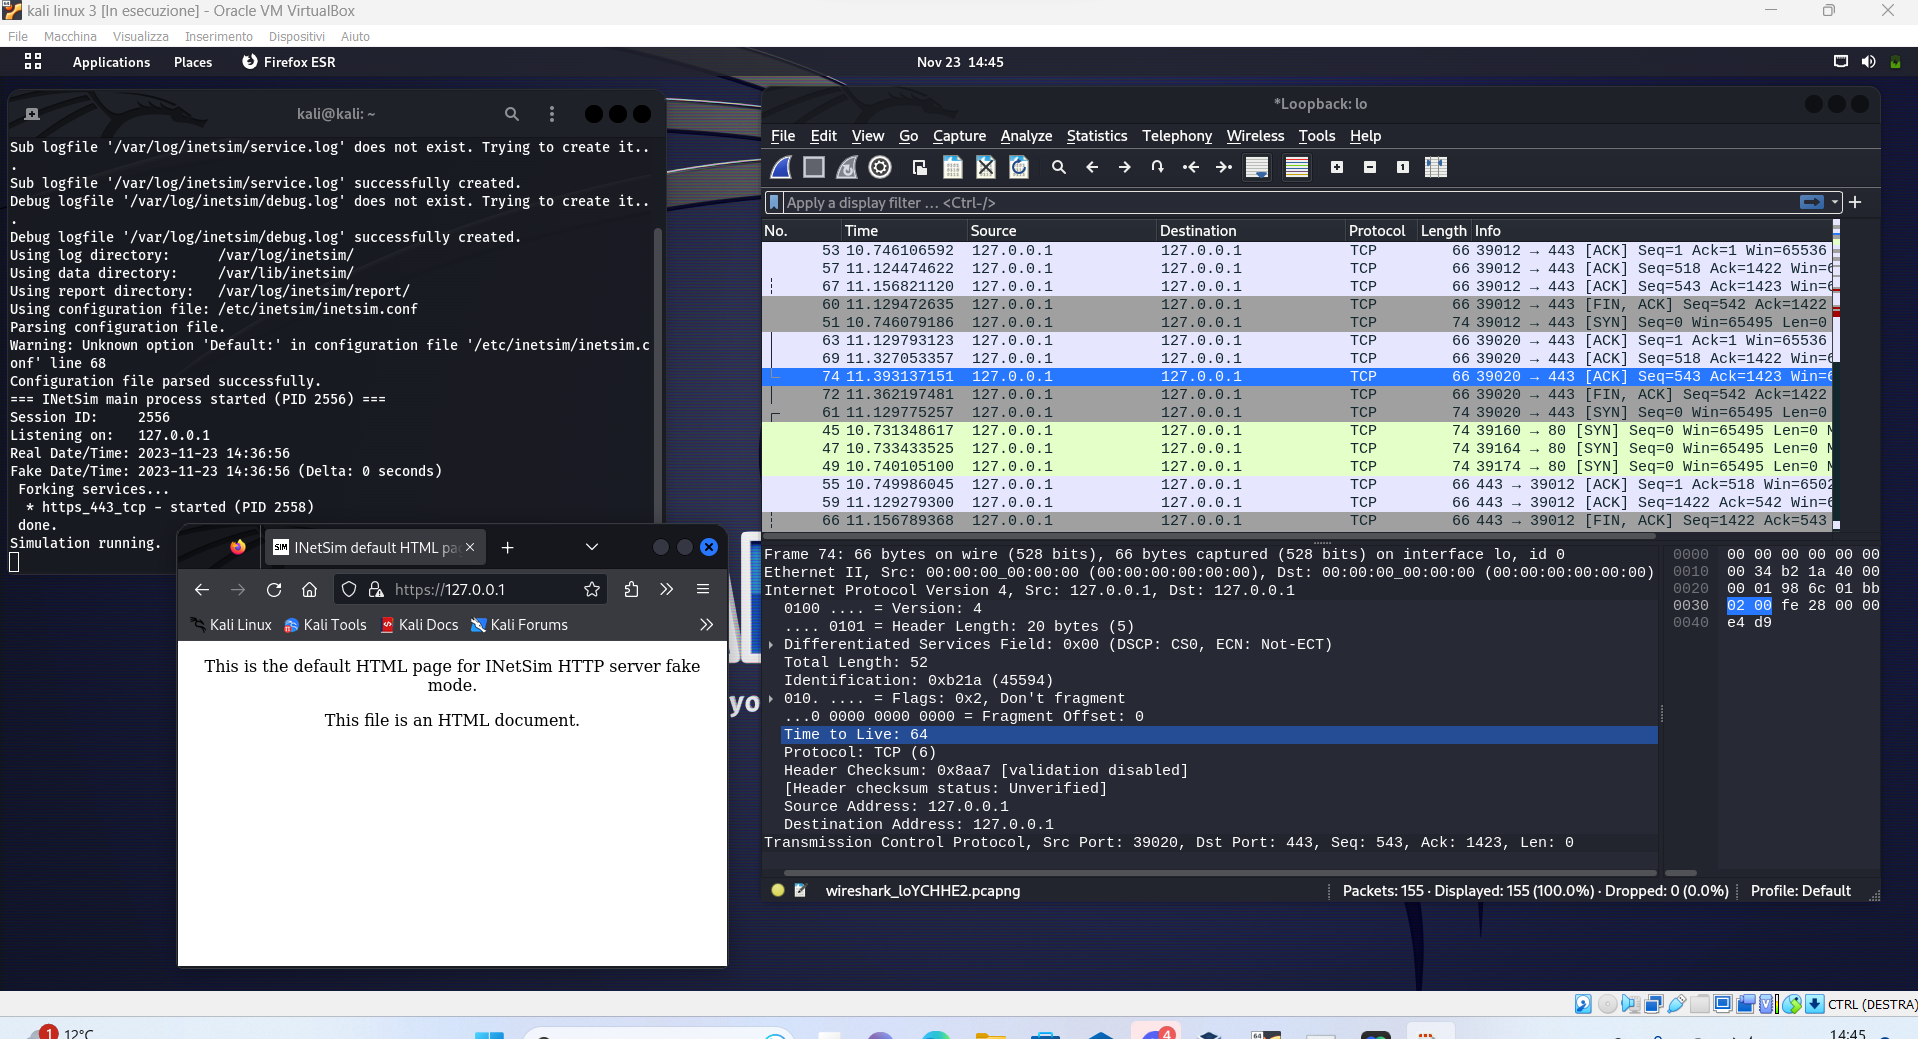 kali linux 3 [In esecuzione] - Oracle VM VirtualBox
File Macchina Visualizza Inserimento Dispositivi Aiuto
Applications Places Firefox ESR Nov 23 14:45
kali@kali: ~
Sub logfile '/var/log/inetsim/service.log' does not exist. Trying to create it..
.
Sub logfile '/var/log/inetsim/service.log' successfully created.
Debug logfile '/var/log/inetsim/debug.log' does not exist. Trying to create it..
.
Debug logfile '/var/log/inetsim/debug.log' successfully created.
Using log directory: /var/log/inetsim/
Using data directory: /var/lib/inetsim/
Using report directory: /var/log/inetsim/report/
Using configuration file: /etc/inetsim/inetsim.conf
Parsing configuration file.
Warning: Unknown option 'Default:' in configuration file '/etc/inetsim/inetsim.c
onf' line 68
Configuration file parsed successfully.
=== INetSim main process started (PID 2556) ===
Session ID: 2556
Listening on: 127.0.0.1
Real Date/Time: 2023-11-23 14:36:56
Fake Date/Time: 2023-11-23 14:36:56 (Delta: 0 seconds)
Forking services...
* https_443_tcp - started (PID 2558)
done.
Simulation running.
SIM INetSim default HTML pa
https://127.0.0.1
Kali Linux Kali Tools Kali Docs Kali Forums
This is the default HTML page for INetSim HTTP server fake
mode.
This file is an HTML document.
yo
*Loopback: lo
File Edit View Go Capture Analyze Statistics Telephony Wireless Tools Help
Apply a display filter ... <Ctrl-/>
No. Time Source Destination Protocol Length Info
53 10.746106592 127.0.0.1 127.0.0.1 TCP 66 39012 → 443 [ACK] Seq=1 Ack=1 Win=65536
57 11.124474622 127.0.0.1 127.0.0.1 TCP 66 39012 → 443 [ACK] Seq=518 Ack=1422 Win=6
67 11.156821120 127.0.0.1 127.0.0.1 TCP 66 39012 → 443 [ACK] Seq=543 Ack=1423 Win=6
60 11.129472635 127.0.0.1 127.0.0.1 TCP 66 39012 → 443 [FIN, ACK] Seq=542 Ack=1422
51 10.746079186 127.0.0.1 127.0.0.1 TCP 74 39012 → 443 [SYN] Seq=0 Win=65495 Len=0
63 11.129793123 127.0.0.1 127.0.0.1 TCP 66 39020 → 443 [ACK] Seq=1 Ack=1 Win=65536
69 11.327053357 127.0.0.1 127.0.0.1 TCP 66 39020 → 443 [ACK] Seq=518 Ack=1422 Win=6
74 11.393137151 127.0.0.1 127.0.0.1 TCP 66 39020 → 443 [ACK] Seq=543 Ack=1423 Win=6
72 11.362197481 127.0.0.1 127.0.0.1 TCP 66 39020 → 443 [FIN, ACK] Seq=542 Ack=1422
61 11.129775257 127.0.0.1 127.0.0.1 TCP 74 39020 → 443 [SYN] Seq=0 Win=65495 Len=0
45 10.731348617 127.0.0.1 127.0.0.1 TCP 74 39160 → 80 [SYN] Seq=0 Win=65495 Len=0 M
47 10.733433525 127.0.0.1 127.0.0.1 TCP 74 39164 → 80 [SYN] Seq=0 Win=65495 Len=0 M
49 10.740105100 127.0.0.1 127.0.0.1 TCP 74 39174 → 80 [SYN] Seq=0 Win=65495 Len=0 M
55 10.749986045 127.0.0.1 127.0.0.1 TCP 66 443 → 39012 [ACK] Seq=1 Ack=518 Win=6502
59 11.129279300 127.0.0.1 127.0.0.1 TCP 66 443 → 39012 [ACK] Seq=1422 Ack=542 Win=6
66 11.156789368 127.0.0.1 127.0.0.1 TCP 66 443 → 39012 [FIN, ACK] Seq=1422 Ack=543
Frame 74: 66 bytes on wire (528 bits), 66 bytes captured (528 bits) on interface lo, id 0
Ethernet II, Src: 00:00:00_00:00:00 (00:00:00:00:00:00), Dst: 00:00:00_00:00:00 (00:00:00:00:00:00)
Internet Protocol Version 4, Src: 127.0.0.1, Dst: 127.0.0.1
0100 .... = Version: 4
.... 0101 = Header Length: 20 bytes (5)
Differentiated Services Field: 0x00 (DSCP: CS0, ECN: Not-ECT)
Total Length: 52
Identification: 0xb21a (45594)
010. .... = Flags: 0x2, Don't fragment
...0 0000 0000 0000 = Fragment Offset: 0
Time to Live: 64
Protocol: TCP (6)
Header Checksum: 0x8aa7 [validation disabled]
[Header checksum status: Unverified]
Source Address: 127.0.0.1
Destination Address: 127.0.0.1
Transmission Control Protocol, Src Port: 39020, Dst Port: 443, Seq: 543, Ack: 1423, Len: 0
0000 00 00 00 00 00 00
0010 00 34 b2 1a 40 00
0020 00 01 98 6c 01 bb
0030 02 00 fe 28 00 00
0040 e4 d9
wireshark_loYCHHE2.pcapng Packets: 155 · Displayed: 155 (100.0%) · Dropped: 0 (0.0%) Profile: Default
CTRL (DESTRA)
1 12°C 64 4 14:45